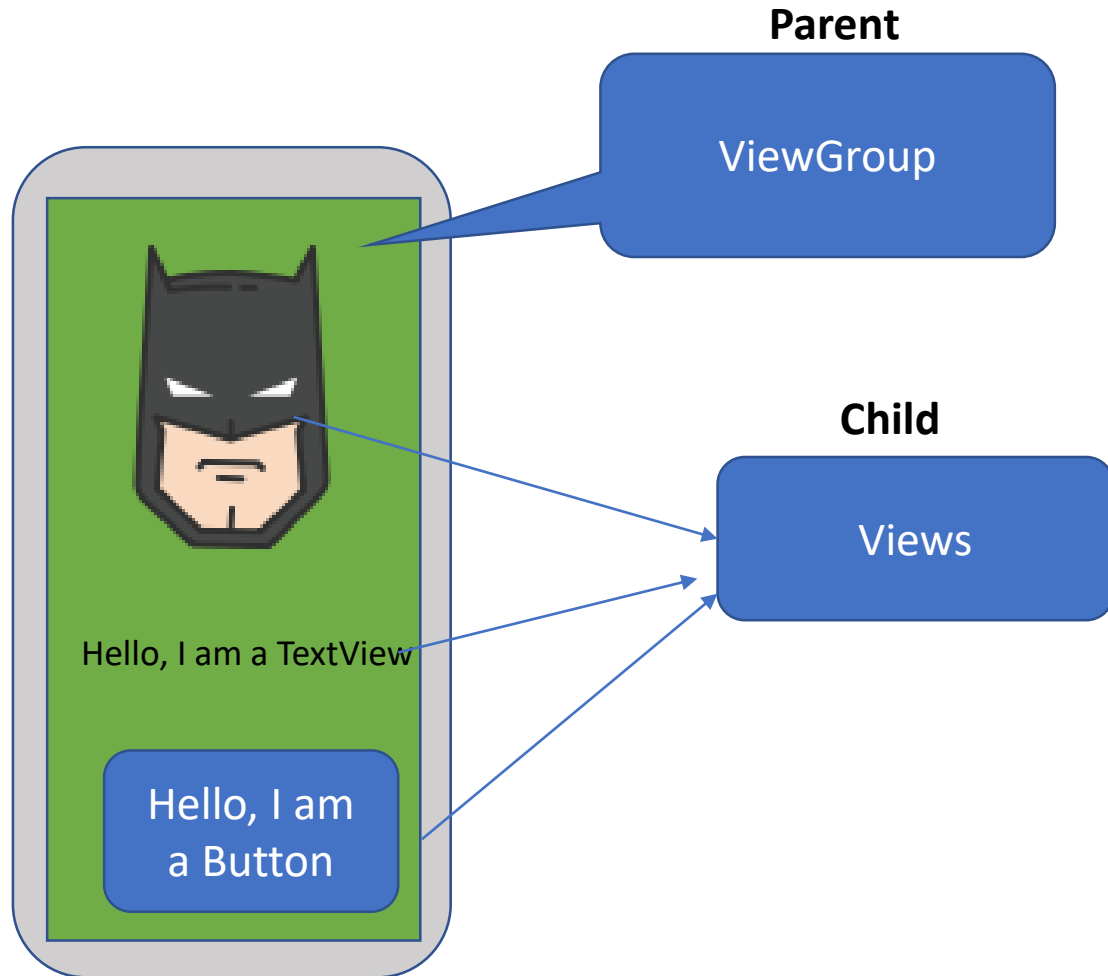 Parent
ViewGroup
Child
Views
Hello, I am a TextView
Hello, I am
a Button